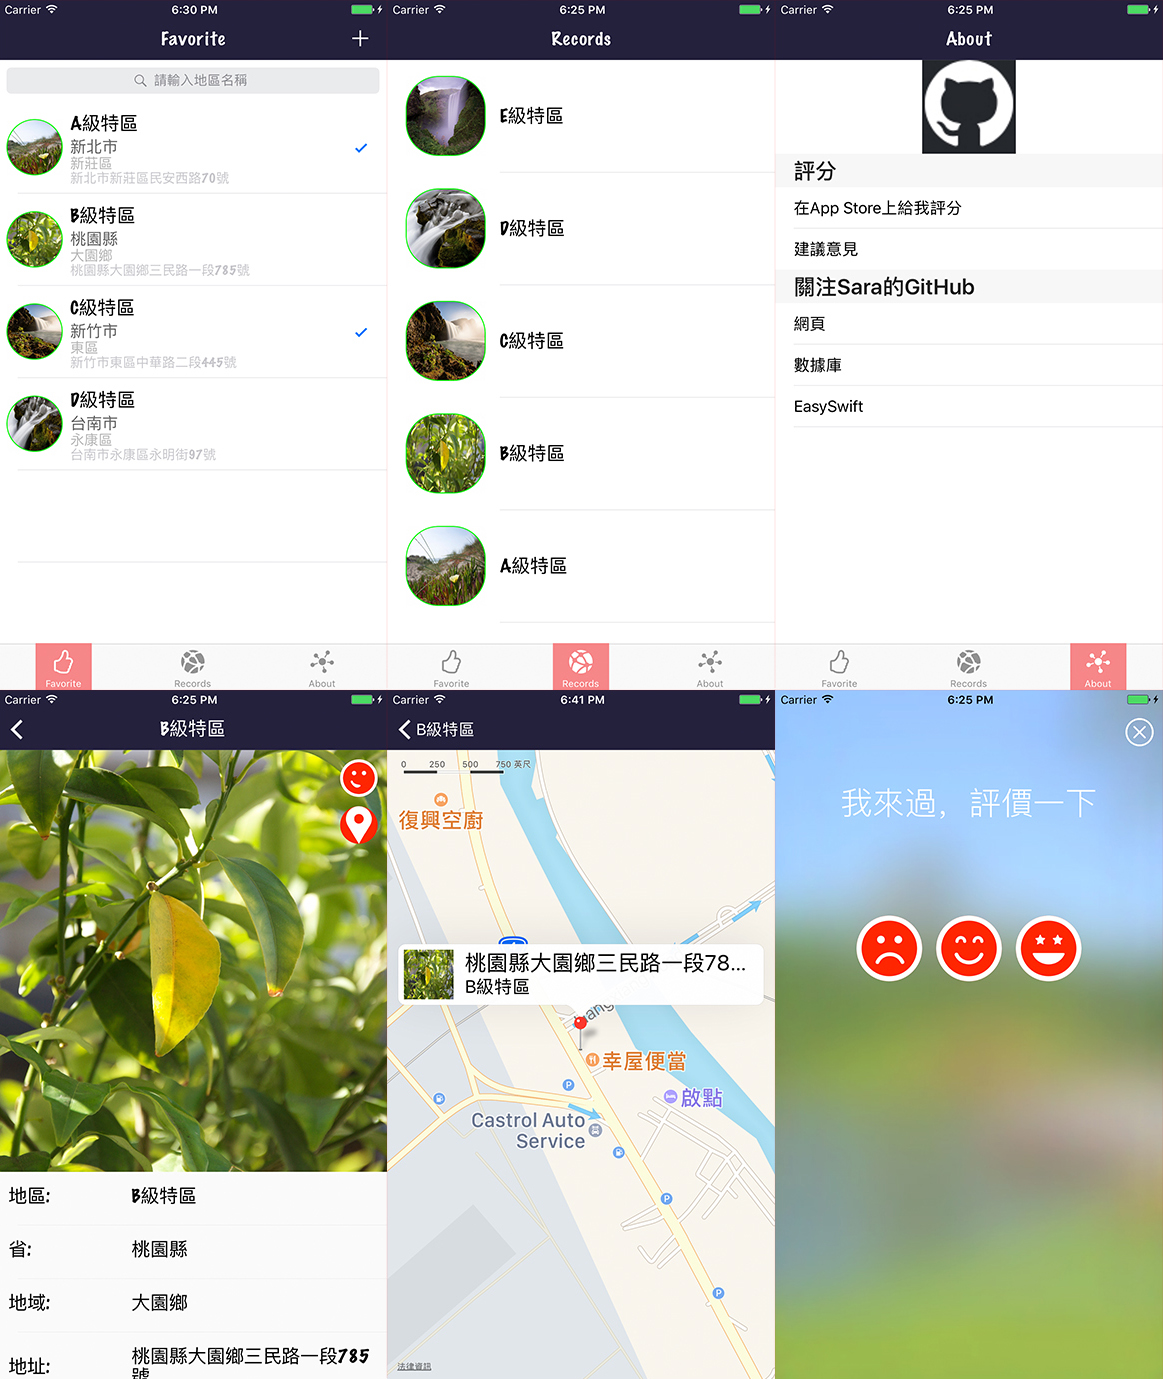 Carrier 6:30 PM
Favorite +
請輸入地區名稱
A級特區
新北市
新莊區
新北市新莊區民安西路70號
B級特區
桃園縣
大園鄉
桃園縣大園鄉三民路一段785號
C級特區
新竹市
東區
新竹市東區中華路二段445號
D級特區
台南市
永康區
台南市永康區永明街97號
Favorite Records About
Carrier 6:25 PM
Records
E級特區
D級特區
C級特區
B級特區
A級特區
Favorite Records About
Carrier 6:25 PM
About
評分
在App Store上給我評分
建議意見
關注Sara的GitHub
網頁
數據庫
EasySwift
Favorite Records About
Carrier 6:25 PM
B級特區
地區: B級特區
省: 桃園縣
地域: 大園鄉
地址: 桃園縣大園鄉三民路一段785
號
Carrier 6:41 PM
B級特區
0 250 500 750 英尺
復興空廚
桃園縣大園鄉三民路一段78...
B級特區
幸屋便當
P
啟點
Castrol Auto
Service
P
P
法律資訊
Carrier 6:25 PM
我來過，評價一下